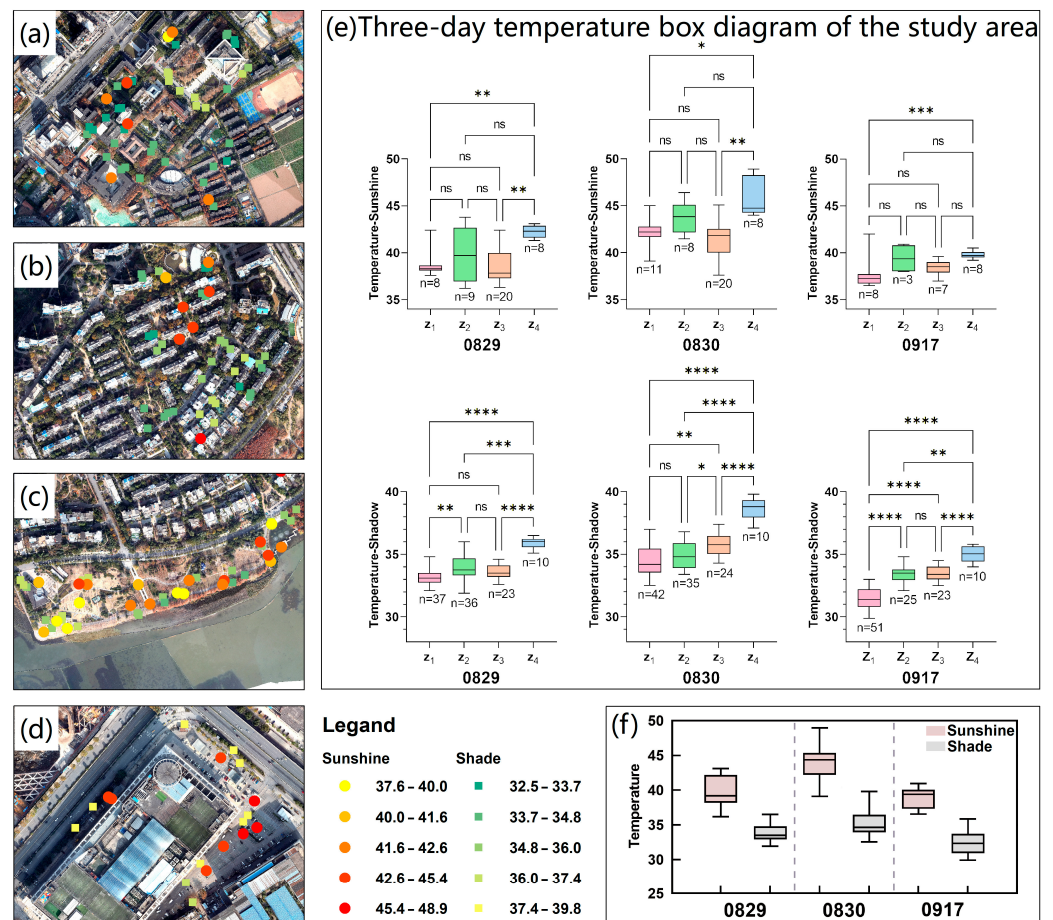 (a)
(b)
(c)
(d)
(e)Three-day temperature box diagram of the study area
Temperature-Sunshine
50
45
40
35
**
ns
ns
ns
ns
**
n=8
n=9
n=20
n=8
z1
z2
z3
z4
0829
Temperature-Sunshine
50
45
40
35
*
ns
ns
ns
ns
**
n=11
n=8
n=20
n=8
z1
z2
z3
z4
0830
Temperature-Sunshine
50
45
40
35
***
ns
ns
ns
ns
ns
n=8
n=3
n=7
n=8
z1
z2
z3
z4
0917
Temperature-Shadow
40
35
30
****
***
ns
**
ns
****
n=37
n=36
n=23
n=10
z1
z2
z3
z4
0829
Temperature-Shadow
40
35
30
****
****
**
ns
*
****
n=42
n=35
n=24
n=10
z1
z2
z3
z4
0830
Temperature-Shadow
40
35
30
****
**
****
****
ns
****
n=51
n=25
n=23
n=10
z1
z2
z3
z4
0917
Legand
Sunshine Shade
37.6 – 40.0 32.5 – 33.7
40.0 – 41.6 33.7 – 34.8
41.6 – 42.6 34.8 – 36.0
42.6 – 45.4 36.0 – 37.4
45.4 – 48.9 37.4 – 39.8
(f)
Sunshine
Shade
Temperature
50
45
40
35
30
25
0829 0830 0917